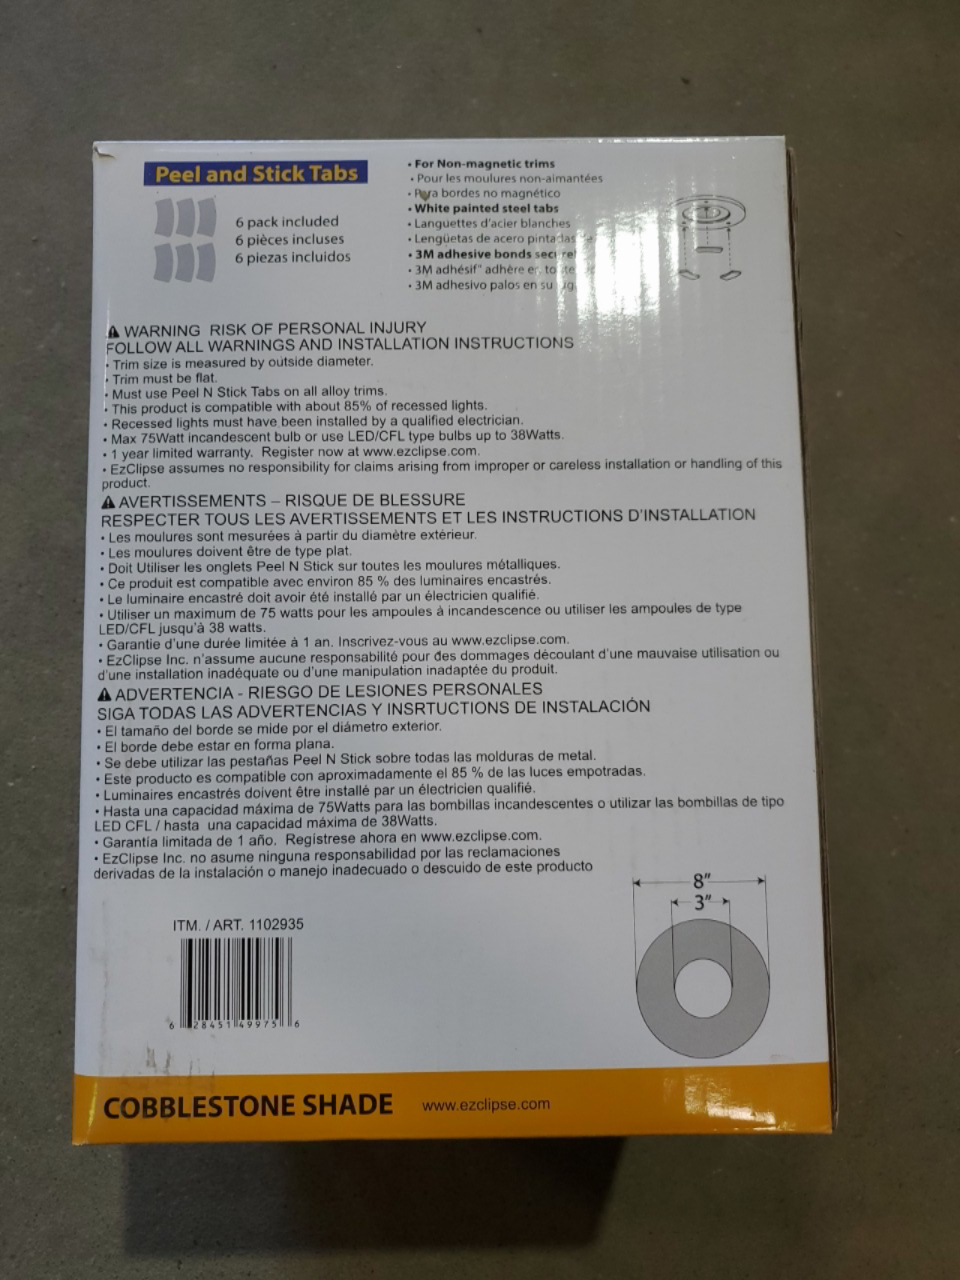 Peel and Stick Tabs
6 pack included
6 pièces incluses
6 piezas incluidos
• For Non-magnetic trims
• Pour les moulures non-aimantées
• Para bordes no magnético
• White painted steel tabs
• Languettes d'acier blanches
• Lengüetas de acero pintadas
• 3M adhesive bonds
• 3M adhésif" adhère
• 3M adhesivo palos en su
⚠ WARNING RISK OF PERSONAL INJURY
FOLLOW ALL WARNINGS AND INSTALLATION INSTRUCTIONS
• Trim size is measured by outside diameter.
• Trim must be flat.
• Must use Peel N Stick Tabs on all alloy trims.
• This product is compatible with about 85% of recessed lights.
• Recessed lights must have been installed by a qualified electrician.
• Max 75Watt incandescent bulb or use LED/CFL type bulbs up to 38Watts.
• 1 year limited warranty. Register now at www.ezclipse.com.
• EzClipse assumes no responsibility for claims arising from improper or careless installation or handling of this
product.
⚠ AVERTISSEMENTS – RISQUE DE BLESSURE
RESPECTER TOUS LES AVERTISSEMENTS ET LES INSTRUCTIONS D'INSTALLATION
• Les moulures sont mesurées à partir du diamètre extérieur.
• Les moulures doivent être de type plat.
• Doit Utiliser les onglets Peel N Stick sur toutes les moulures métalliques.
• Ce produit est compatible avec environ 85 % des luminaires encastrés.
• Le luminaire encastré doit avoir été installé par un électricien qualifié.
• Utiliser un maximum de 75 watts pour les ampoules à incandescence ou utiliser les ampoules de type
LED/CFL jusqu'à 38 watts.
• Garantie d'une durée limitée à 1 an. Inscrivez-vous au www.ezclipse.com.
• EzClipse Inc. n'assume aucune responsabilité pour des dommages découlant d'une mauvaise utilisation ou
d'une installation inadéquate ou d'une manipulation inadaptée du produit.
⚠ ADVERTENCIA - RIESGO DE LESIONES PERSONALES
SIGA TODAS LAS ADVERTENCIAS Y INSRTUCTIONS DE INSTALACIÓN
• El tamaño del borde se mide por el diámetro exterior.
• El borde debe estar en forma plana.
• Se debe utilizar las pestañas Peel N Stick sobre todas las molduras de metal.
• Este producto es compatible con aproximadamente el 85 % de las luces empotradas.
• Luminaires encastrés doivent être installé par un électricien qualifié.
• Hasta una capacidad máxima de 75Watts para las bombillas incandescentes o utilizar las bombillas de tipo
LED CFL / hasta una capacidad máxima de 38Watts.
• Garantía limitada de 1 año. Regístrese ahora en www.ezclipse.com.
• EzClipse Inc. no asume ninguna responsabilidad por las reclamaciones
derivadas de la instalación o manejo inadecuado o descuido de este producto
8"
3"
ITM. / ART. 1102935
6 28451 49975 6
COBBLESTONE SHADE www.ezclipse.com